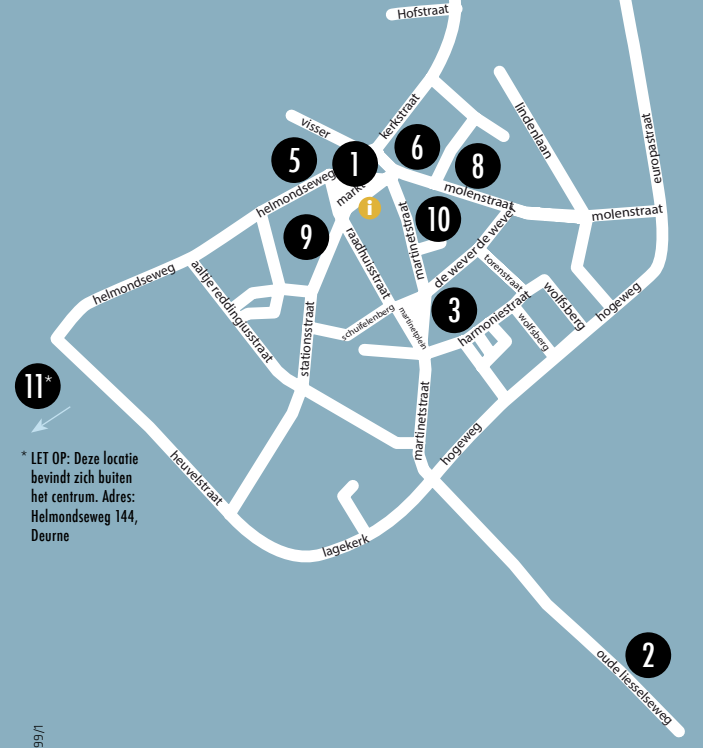 Hofstraat
kerkstraat
visser
lindenlaan
europastraat
5
1
6
8
helmondseweg
markt
i
molenstraat
molenstraat
9
10
raadhuisstraat
martinetstraat
de wever
de wever
torenstraat
helmondseweg
aaltje reddingiusstraat
stationsstraat
schuifelenberg
martinetplein
3
harmoniestraat
wolfsberg
wolfsberg
hogeweg
11*
martinetstraat
hogeweg
heuvelstraat
* LET OP: Deze locatie
bevindt zich buiten
het centrum. Adres:
Helmondseweg 144,
Deurne
lagekerk
2
oude liesselseweg